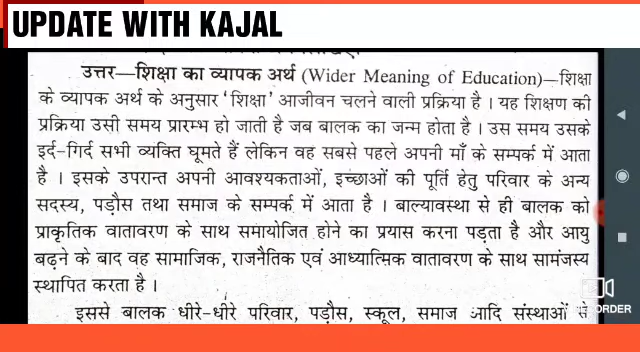 UPDATE WITH KAJAL
उत्तर—शिक्षा का व्यापक अर्थ (Wider Meaning of Education)—शिक्षा
के व्यापक अर्थ के अनुसार 'शिक्षा' आजीवन चलने वाली प्रक्रिया है । यह शिक्षण की
प्रक्रिया उसी समय प्रारम्भ हो जाती है जब बालक का जन्म होता है । उस समय उसके
इर्द-गिर्द सभी व्यक्ति घूमते हैं लेकिन वह सबसे पहले अपनी माँ के सम्पर्क में आता
है । इसके उपरान्त अपनी आवश्यकताओं, इच्छाओं की पूर्ति हेतु परिवार के अन्य
सदस्य, पड़ौस तथा समाज के सम्पर्क में आता है । बाल्यावस्था से ही बालक को
प्राकृतिक वातावरण के साथ समायोजित होने का प्रयास करना पड़ता है और आयु
बढ़ने के बाद वह सामाजिक, राजनैतिक एवं आध्यात्मिक वातावरण के साथ सामंजस्य
स्थापित करता है ।
इससे बालक धीरे-धीरे परिवार, पड़ौस, स्कूल, समाज आदि संस्थाओं से